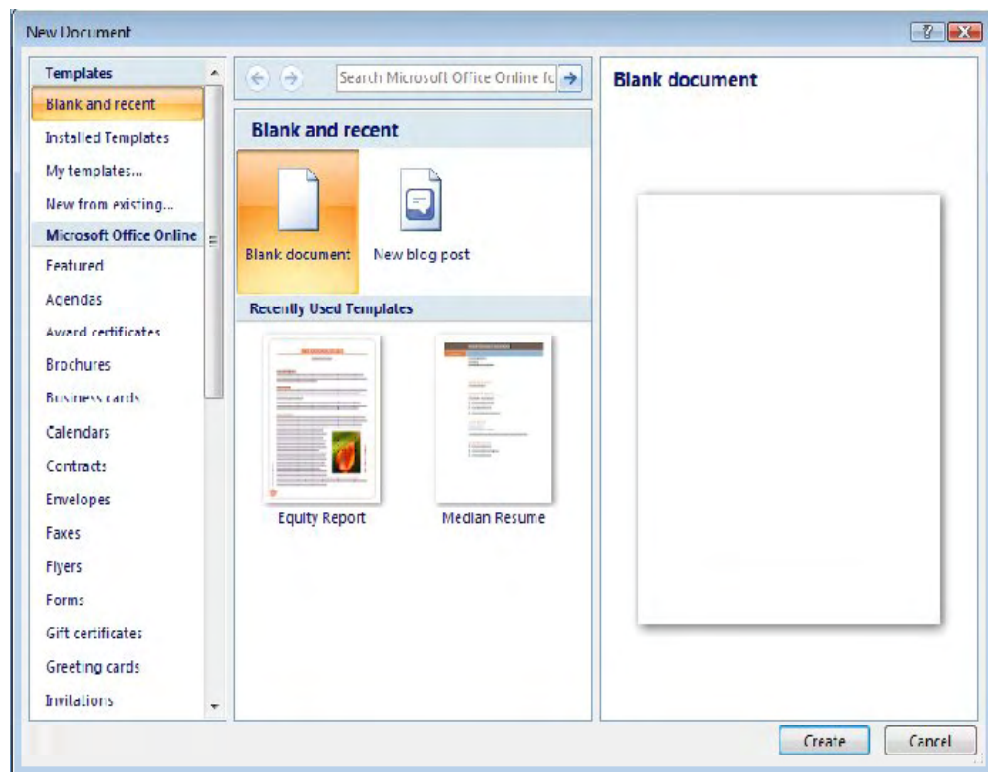 New Document
Templates
Blank and recent
Installed Templates
My templates...
New from existing...
Microsoft Office Online
Featured
Agendas
Award certificates
Brochures
Business cards
Calendars
Contracts
Envelopes
Faxes
Flyers
Forms
Gift certificates
Greeting cards
Invitations
Search Microsoft Office Online fo
Blank and recent
Blank document
New blog post
Recently Used Templates
Equity Report
Median Resume
Blank document
Create
Cancel